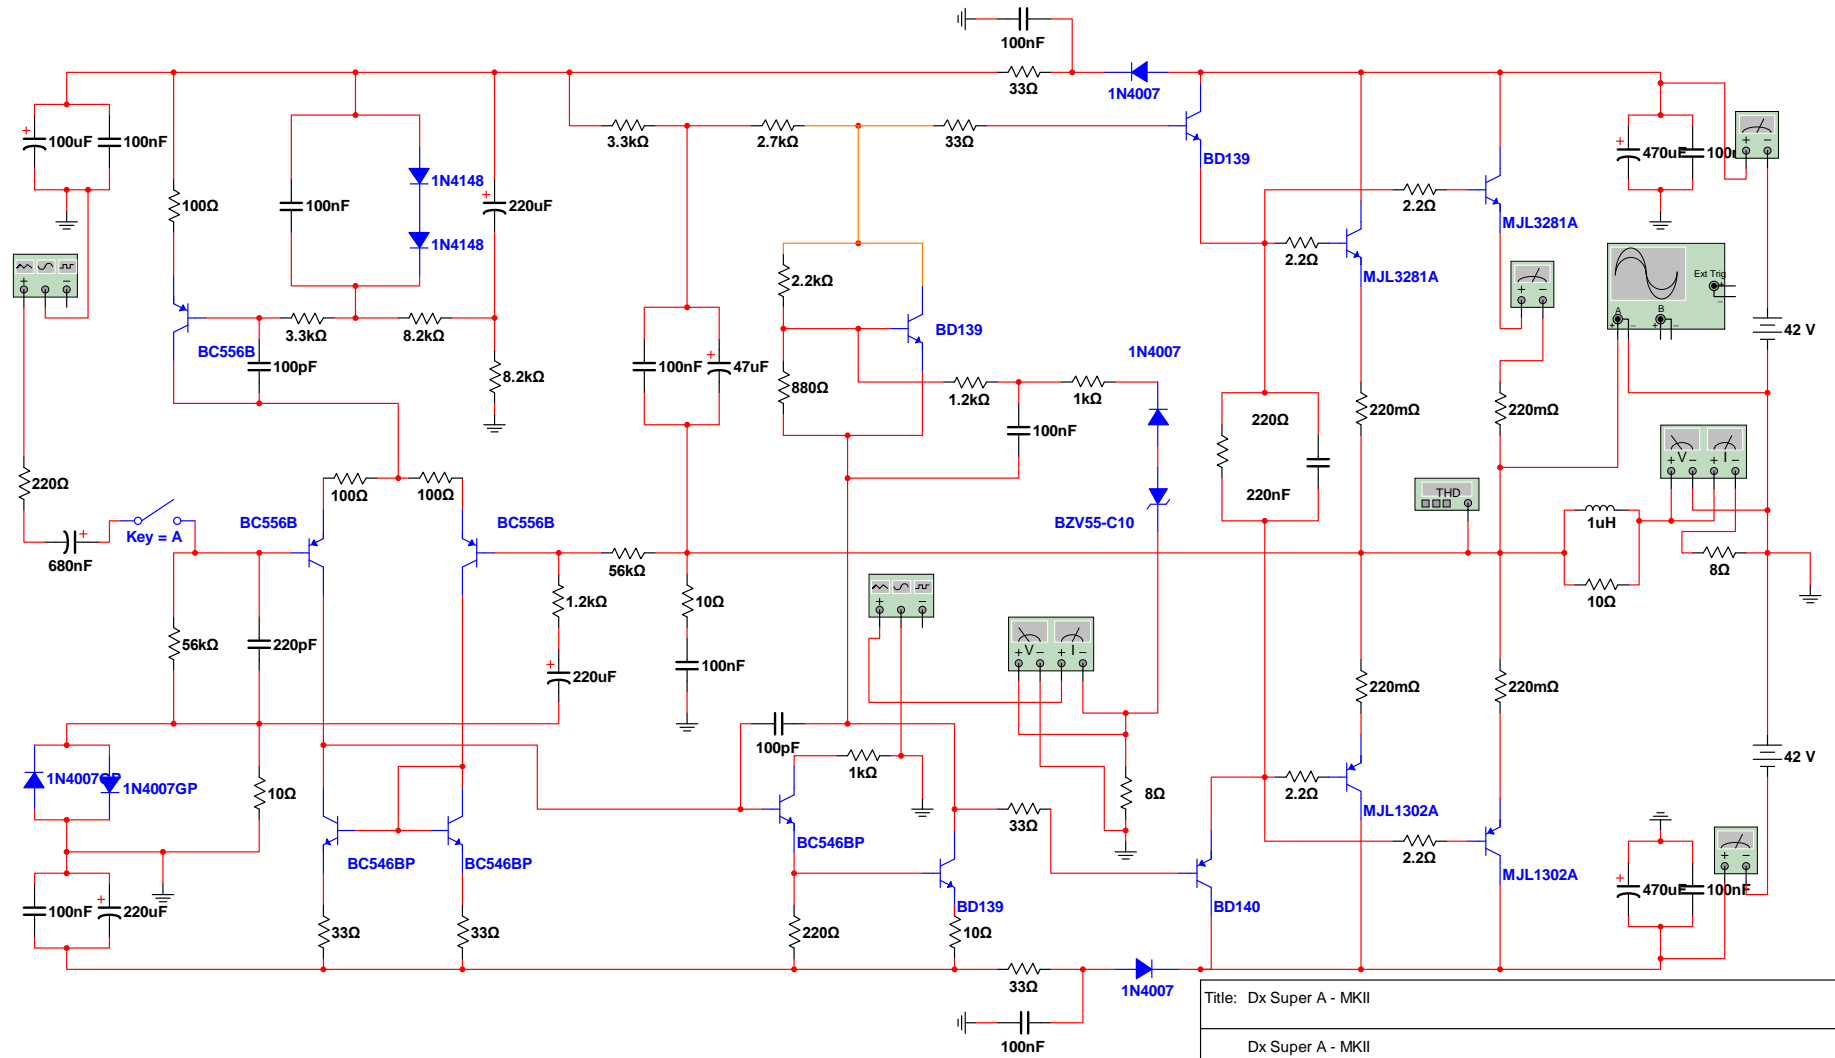 100nF
33Ω
1N4007
100uF
100nF
3.3kΩ
2.7kΩ
33Ω
BD139
470uF
1N4148
100Ω
100nF
220uF
1N4148
2.2Ω
MJL3281A
2.2Ω
MJL3281A
Ext Trig
A
B
2.2kΩ
BD139
42 V
3.3kΩ
8.2kΩ
BC556B
100pF
8.2kΩ
1N4007
100nF
47uF
880Ω
1.2kΩ
1kΩ
100nF
220Ω
220mΩ
220mΩ
220nF
V
I
220Ω
100Ω
100Ω
THD
BC556B
BC556B
BZV55-C10
1uH
Key = A
680nF
56kΩ
8Ω
10Ω
1.2kΩ
10Ω
56kΩ
220pF
V
I
100nF
220uF
220mΩ
220mΩ
100pF
1kΩ
42 V
1N4007GP
1N4007GP
10Ω
8Ω
2.2Ω
MJL1302A
33Ω
BC546BP
BC546BP
BC546BP
2.2Ω
MJL1302A
100nF
220uF
BD139
BD140
470uF
100nF
33Ω
33Ω
220Ω
10Ω
33Ω
1N4007
100nF
Title: Dx Super A - MKII
Dx Super A - MKII